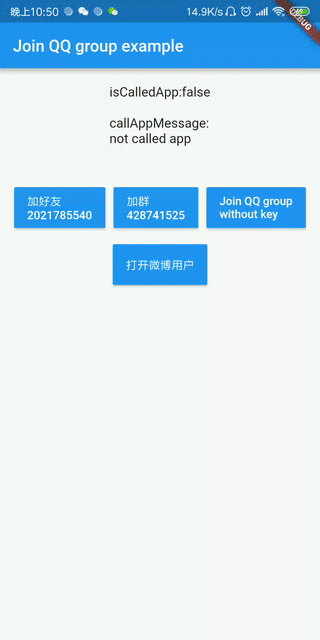 晚上10:50 14.9K/s
DEBUG
Join QQ group example
isCalledApp:false
callAppMessage:
not called app
加好友
2021785540
加群
428741525
Join QQ group
without key
打开微博用户